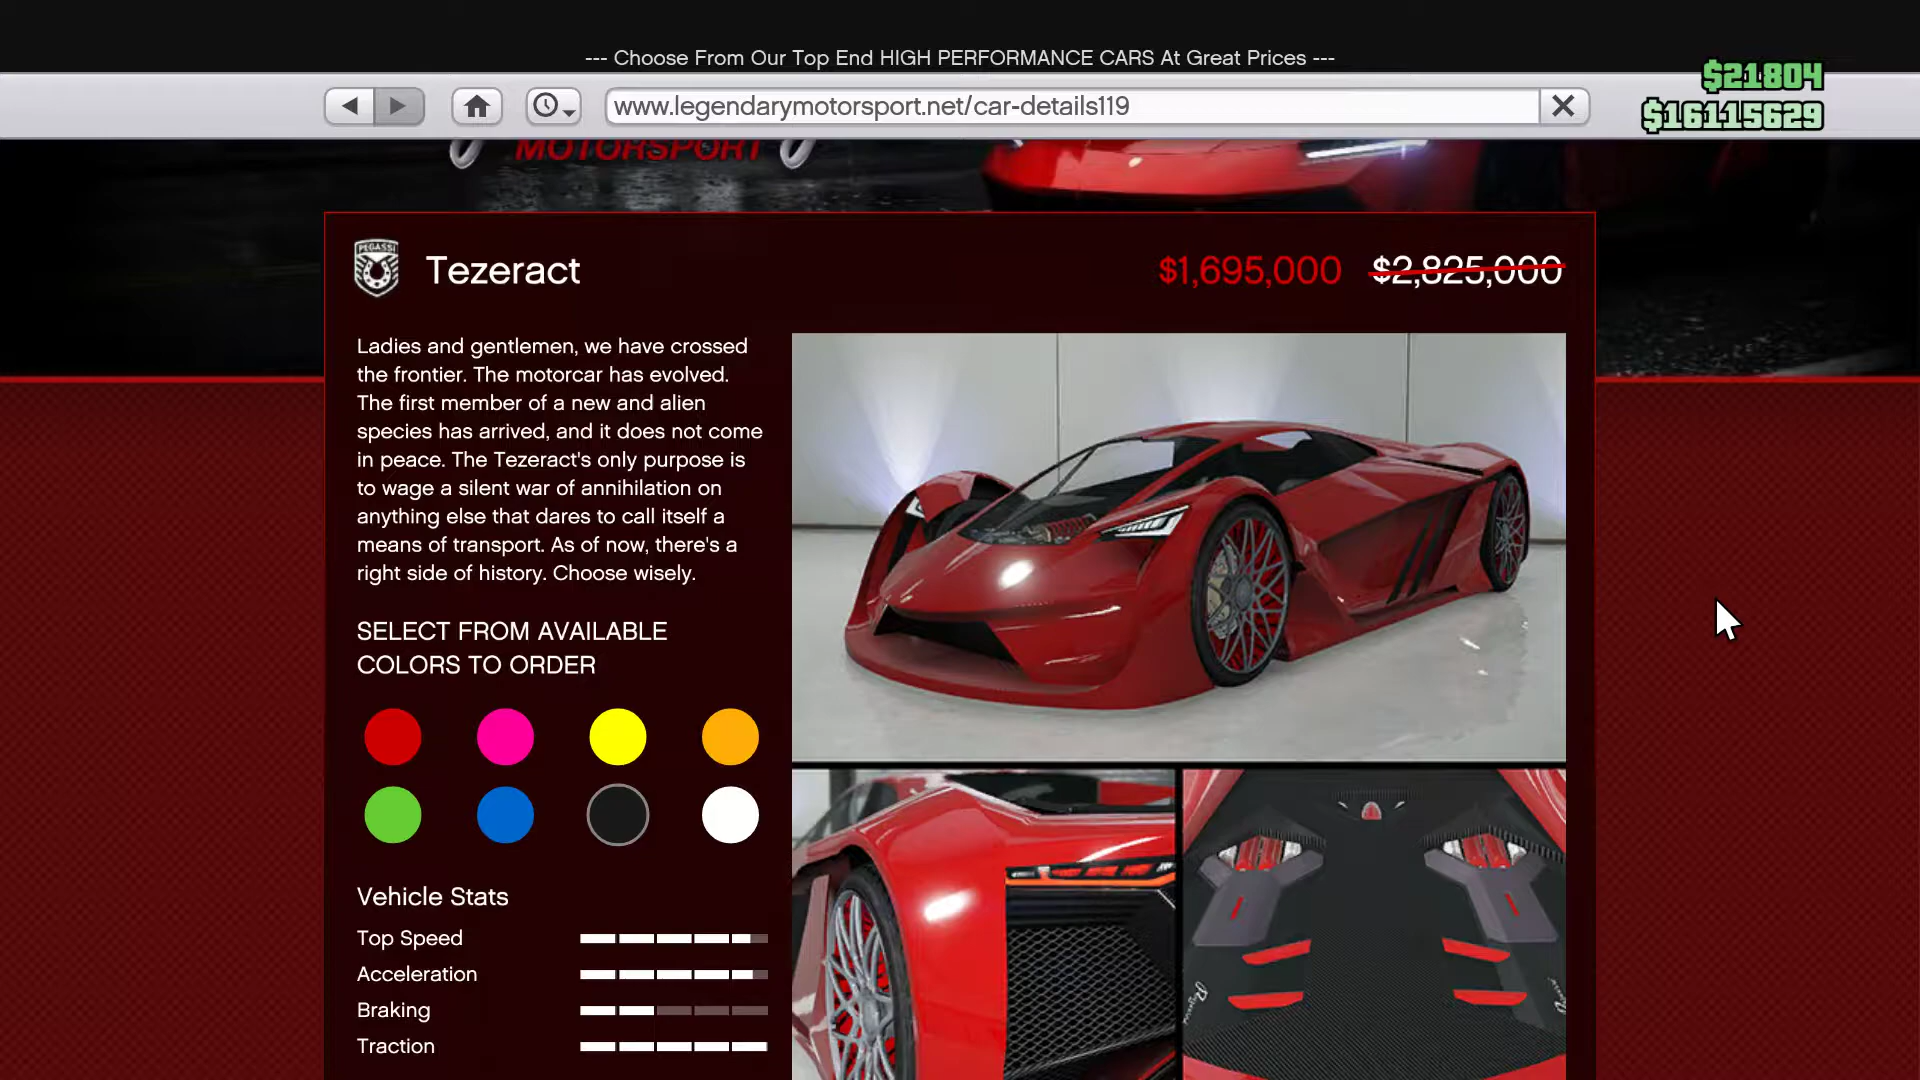 --- Choose From Our Top End HIGH PERFORMANCE CARS At Great Prices ---
$21804
www.legendarymotorsport.net/car-details119
$16115629
MOTORSPORT
PEGASSI
Tezeract
$1,695,000 $2,825,000
Ladies and gentlemen, we have crossed
the frontier. The motorcar has evolved.
The first member of a new and alien
species has arrived, and it does not come
in peace. The Tezeract's only purpose is
to wage a silent war of annihilation on
anything else that dares to call itself a
means of transport. As of now, there's a
right side of history. Choose wisely.
SELECT FROM AVAILABLE
COLORS TO ORDER
Vehicle Stats
Top Speed
Acceleration
Braking
Traction